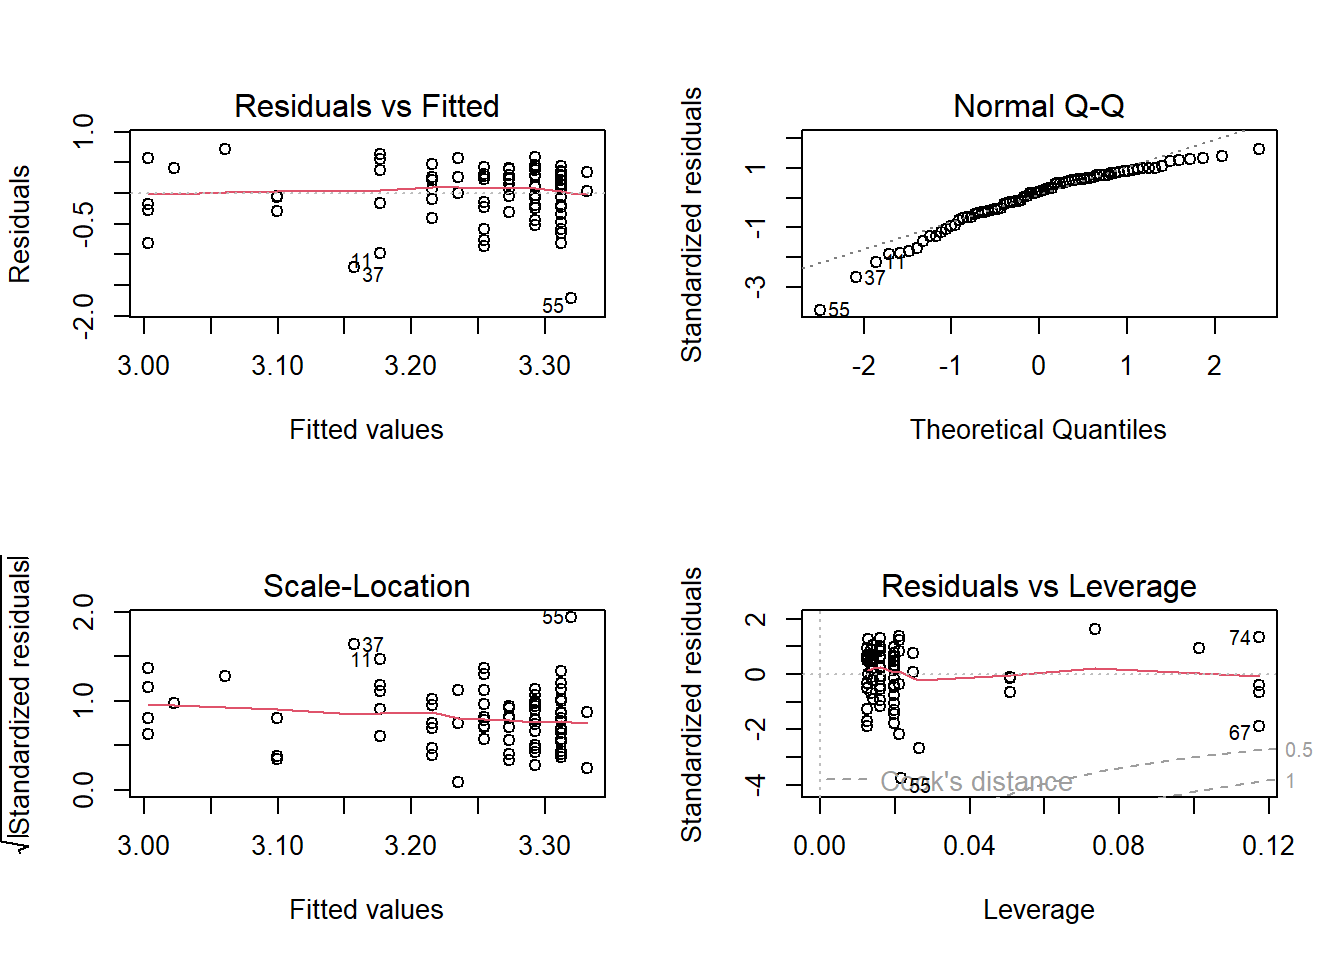 Residuals vs Fitted
Residuals
1.0
-0.5
-2.0
11
37
55
3.00 3.10 3.20 3.30
Fitted values
Normal Q-Q
Standardized residuals
1
-1
-3
11
37
55
-2 -1 0 1 2
Theoretical Quantiles
Scale-Location
√|Standardized residuals|
2.0
1.0
0.0
55
37
11
3.00 3.10 3.20 3.30
Fitted values
Residuals vs Leverage
Standardized residuals
2
0
-2
-4
74
67
0.5
1
Cook's distance
55
0.00 0.04 0.08 0.12
Leverage